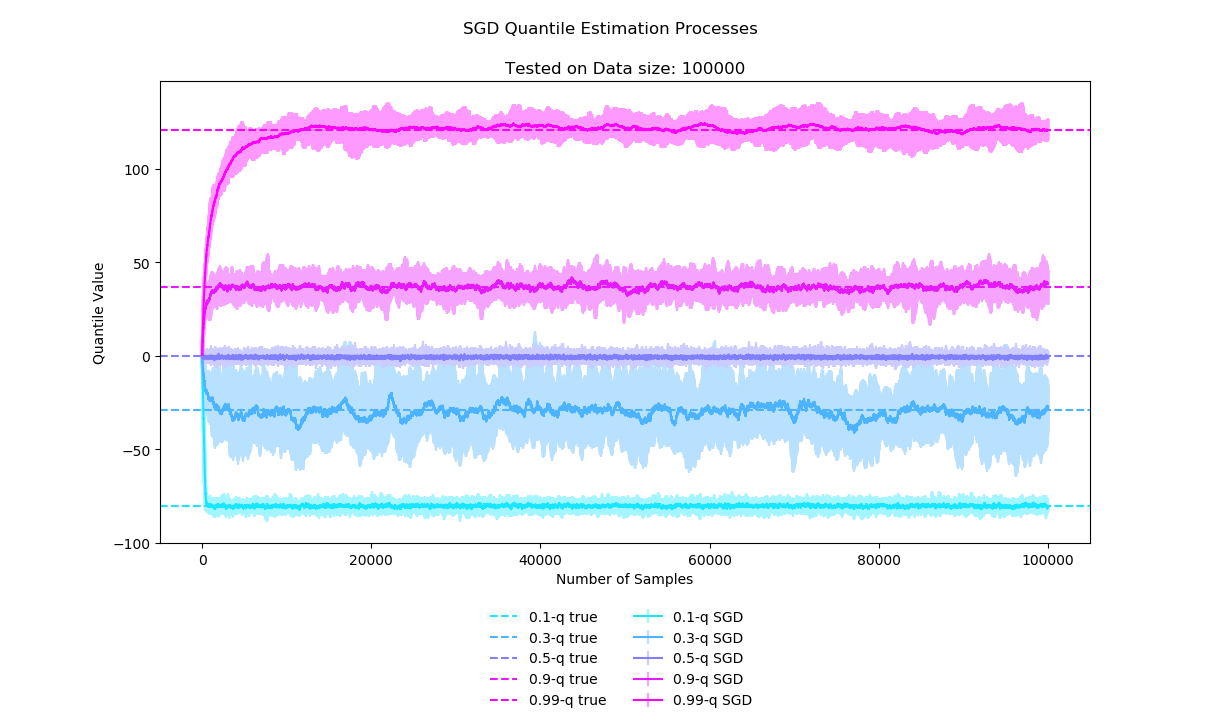 SGD Quantile Estimation Processes
Tested on Data size: 100000
Quantile Value
100
50
0
−50
−100
0 20000 40000 60000 80000 100000
Number of Samples
0.1-q true 0.1-q SGD
0.3-q true 0.3-q SGD
0.5-q true 0.5-q SGD
0.9-q true 0.9-q SGD
0.99-q true 0.99-q SGD